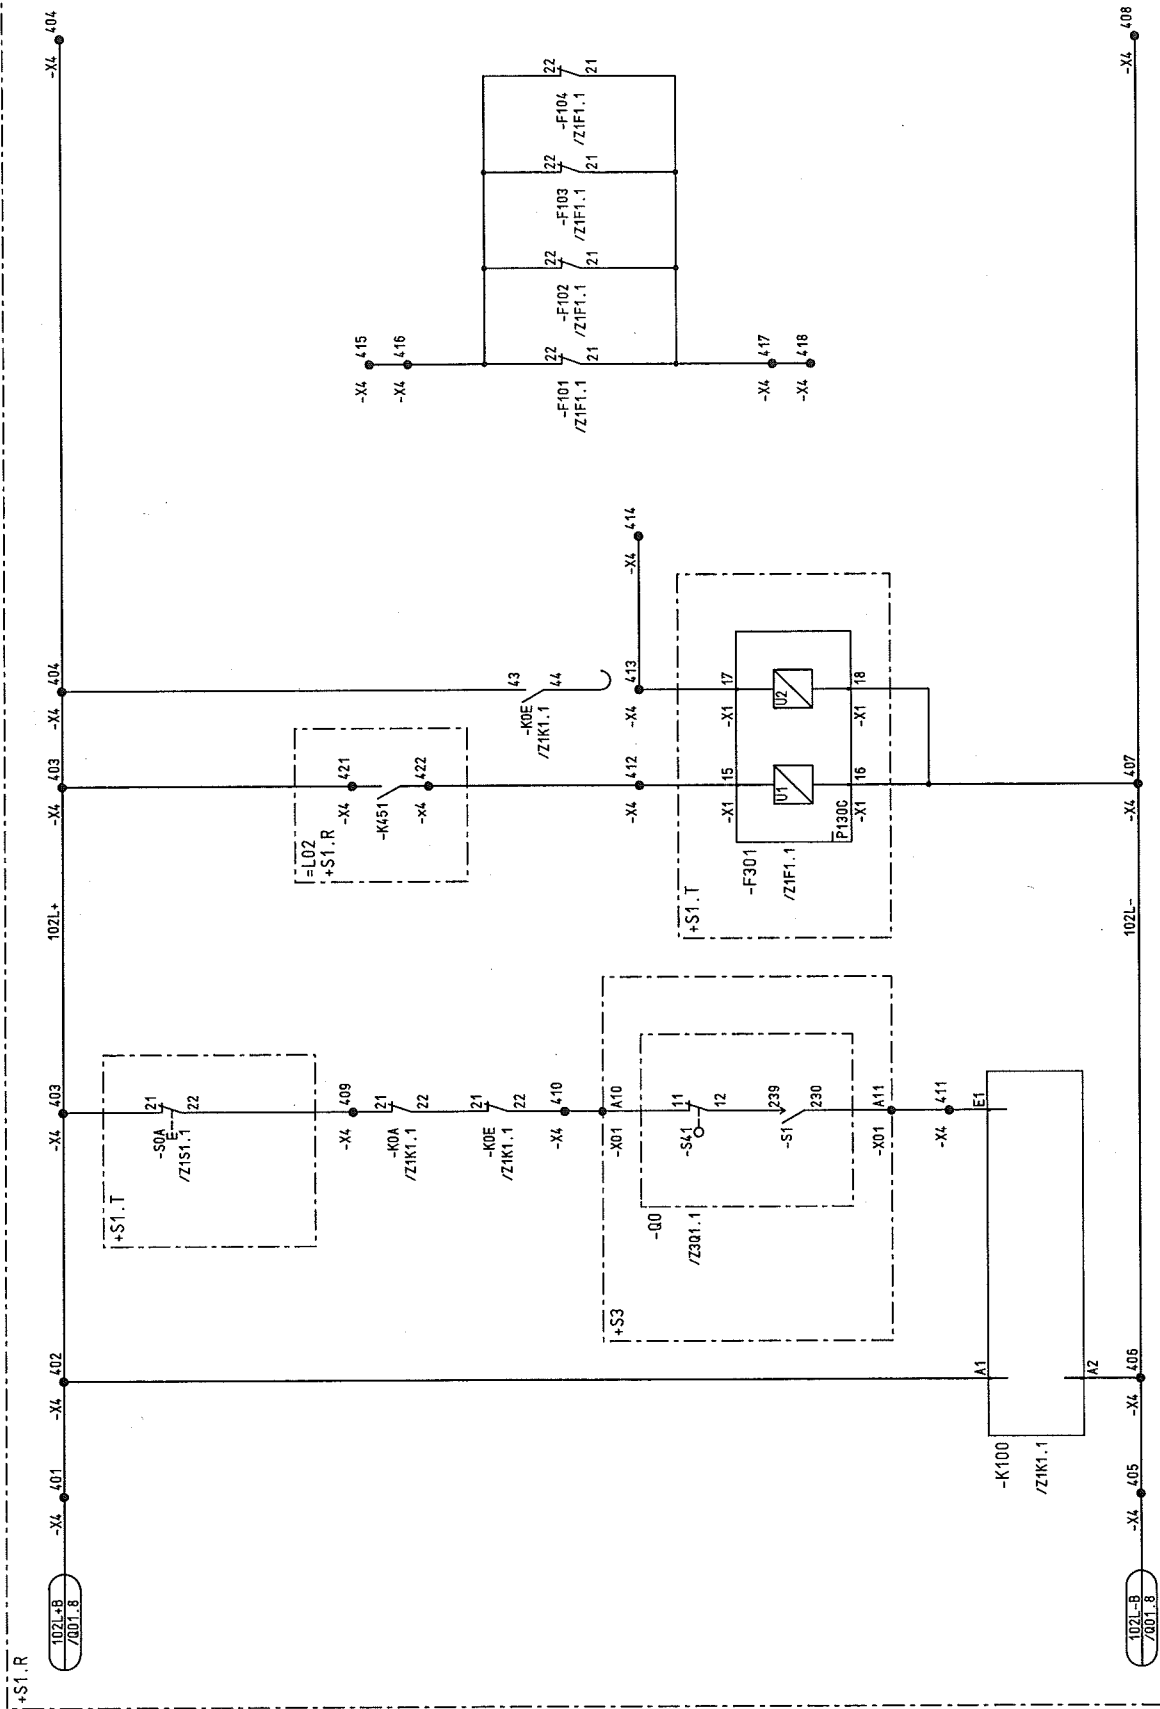 +S1.R
102L+B
/Q01.8
-X4 401
-X4 402
-X4 403
102L+
-X4 403
-X4 404
-X4 404
+S1.T
-S0A
/Z1S1.1
21
22
E
-X4 409
-K0A
/Z1K1.1
21
22
-K0E
/Z1K1.1
21
22
-X4 410
+S3
-X01 A10
-Q0
/Z3Q1.1
-S41
11
12
-S1
239
230
-X01 A11
-X4 411
-K100
/Z1K1.1
A1
E1
A2
=L02
+S1.R
-X4 421
-K451
-X4 422
-X4 412
-K0E
/Z1K1.1
43
44
-X4 413
-X4 414
+S1.T
-F301
/Z1F1.1
-X1 15
-X1 17
U1
U2
P130C
-X1 16
-X1 18
-X4 415
-X4 416
-F101
/Z1F1.1
22
21
-F102
/Z1F1.1
22
21
-F103
/Z1F1.1
22
21
-F104
/Z1F1.1
22
21
-X4 417
-X4 418
102L-B
/Q01.8
-X4 405
-X4 406
102L-
-X4 407
-X4 408